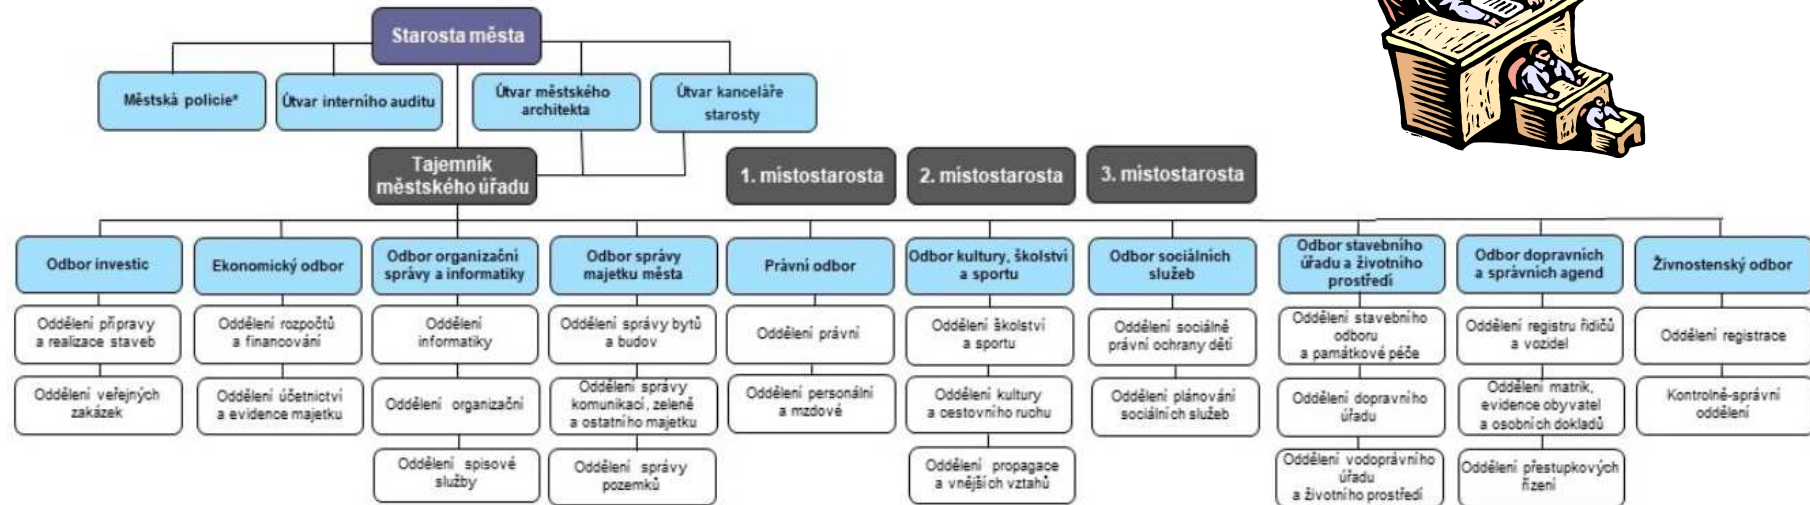 Starosta města
Městská policie*
Útvar interního auditu
Útvar městského
architekta
Útvar kanceláře
starosty
Tajemník
městského úřadu
1. místostarosta
2. místostarosta
3. místostarosta
Odbor investic
Ekonomický odbor
Odbor organizační
správy a informatiky
Odbor správy
majetku města
Právní odbor
Odbor kultury, školství
a sportu
Odbor sociálních
služeb
Odbor stavebního
úřadu a životního
prostředí
Odbor dopravních
a správních agend
Živnostenský odbor
Oddělení přípravy
a realizace staveb
Oddělení rozpočtů
a financování
Oddělení
informatiky
Oddělení správy bytů
a budov
Oddělení právní
Oddělení školství
a sportu
Oddělení sociálně
právní ochrany dětí
Oddělení stavebního
odboru
a památkové péče
Oddělení registru řidičů
a vozidel
Oddělení registrace
Oddělení veřejných
zakázek
Oddělení účetnictví
a evidence majetku
Oddělení organizační
Oddělení správy
komunikací, zeleně
a ostatního majetku
Oddělení personální
a mzdové
Oddělení kultury
a cestovního ruchu
Oddělení plánování
sociálních služeb
Oddělení dopravního
úřadu
Oddělení matrik,
evidence obyvatel
a osobních dokladů
Kontrolně-správní
oddělení
Oddělení spisové
služby
Oddělení správy
pozemků
Oddělení propagace
a vnějších vztahů
Oddělení vodoprávního
úřadu
a životního prostředí
Oddělení přestupkových
řízení